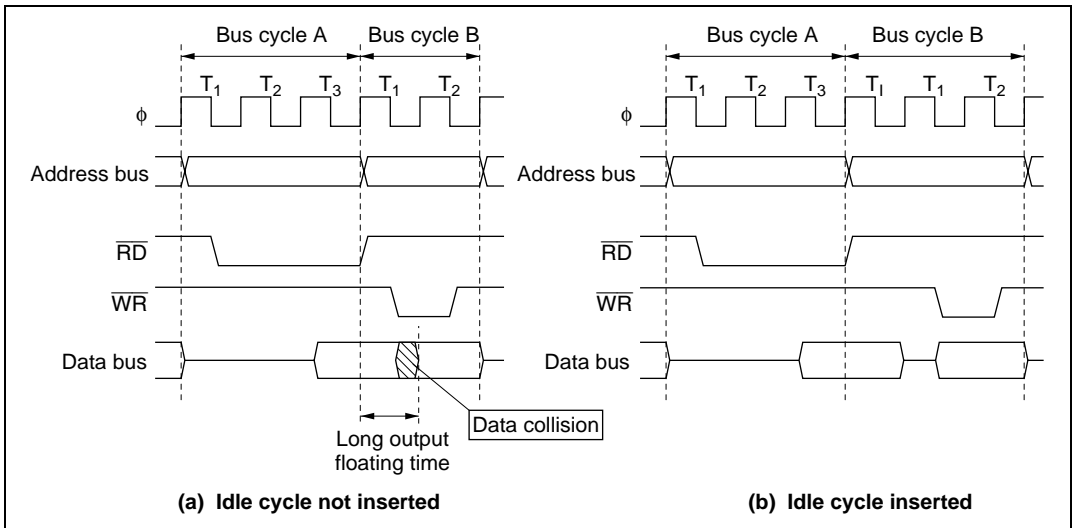 Bus cycle A Bus cycle B
T1 T2 T3 T1 T2
ϕ
Address bus
RD
WR
Data bus
Data collision
Long output
floating time
(a) Idle cycle not inserted
Bus cycle A Bus cycle B
T1 T2 T3 TI T1 T2
ϕ
Address bus
RD
WR
Data bus
(b) Idle cycle inserted